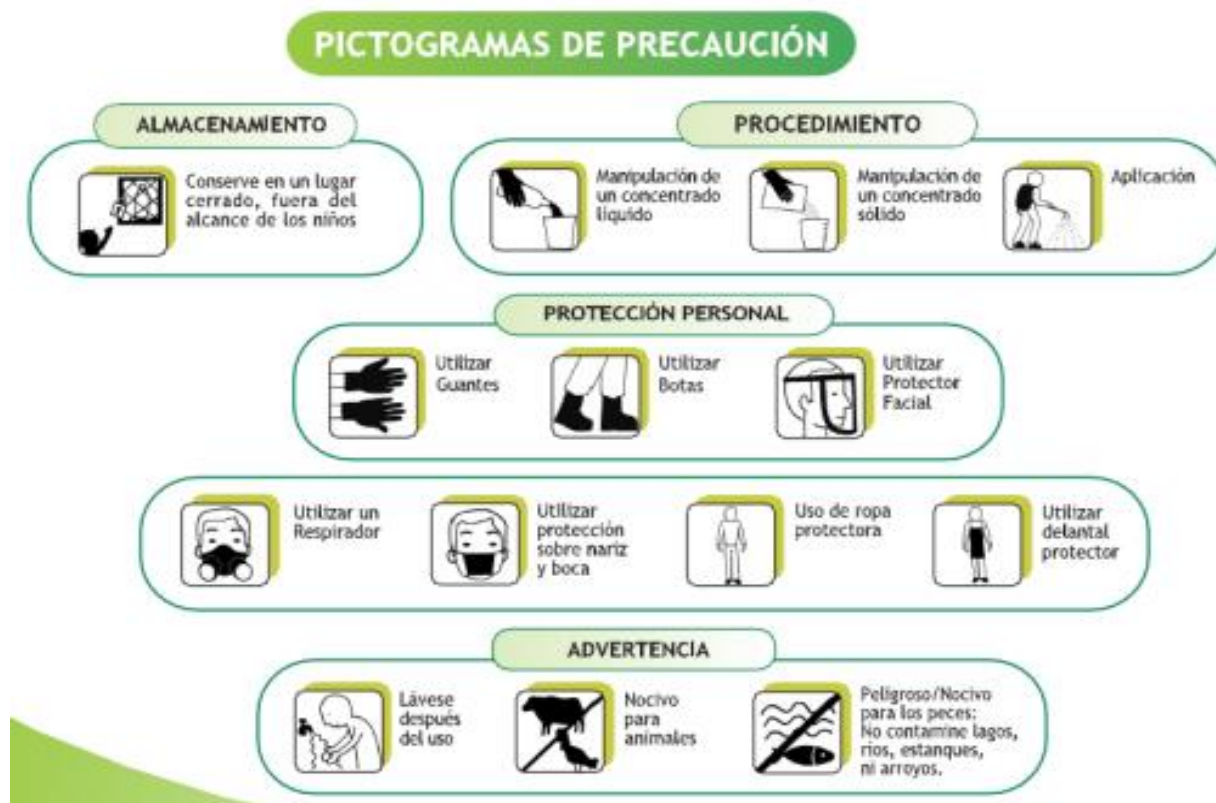 PICTOGRAMAS DE PRECAUCIÓN
ALMACENAMIENTO
Conserve en un lugar
cerrado, fuera del
alcance de los niños
PROCEDIMIENTO
Manipulación de
un concentrado
líquido
Manipulación de
un concentrado
sólido
Aplicación
PROTECCIÓN PERSONAL
Utilizar
Guantes
Utilizar
Botas
Utilizar
Protector
Facial
Utilizar un
Respirador
Utilizar
protección
sobre nariz
y boca
Uso de ropa
protectora
Utilizar
delantal
protector
ADVERTENCIA
Lávese
después
del uso
Nocivo
para
animales
Peligroso/Nocivo
para los peces:
No contamine lagos,
rios, estanques,
ni arroyos.